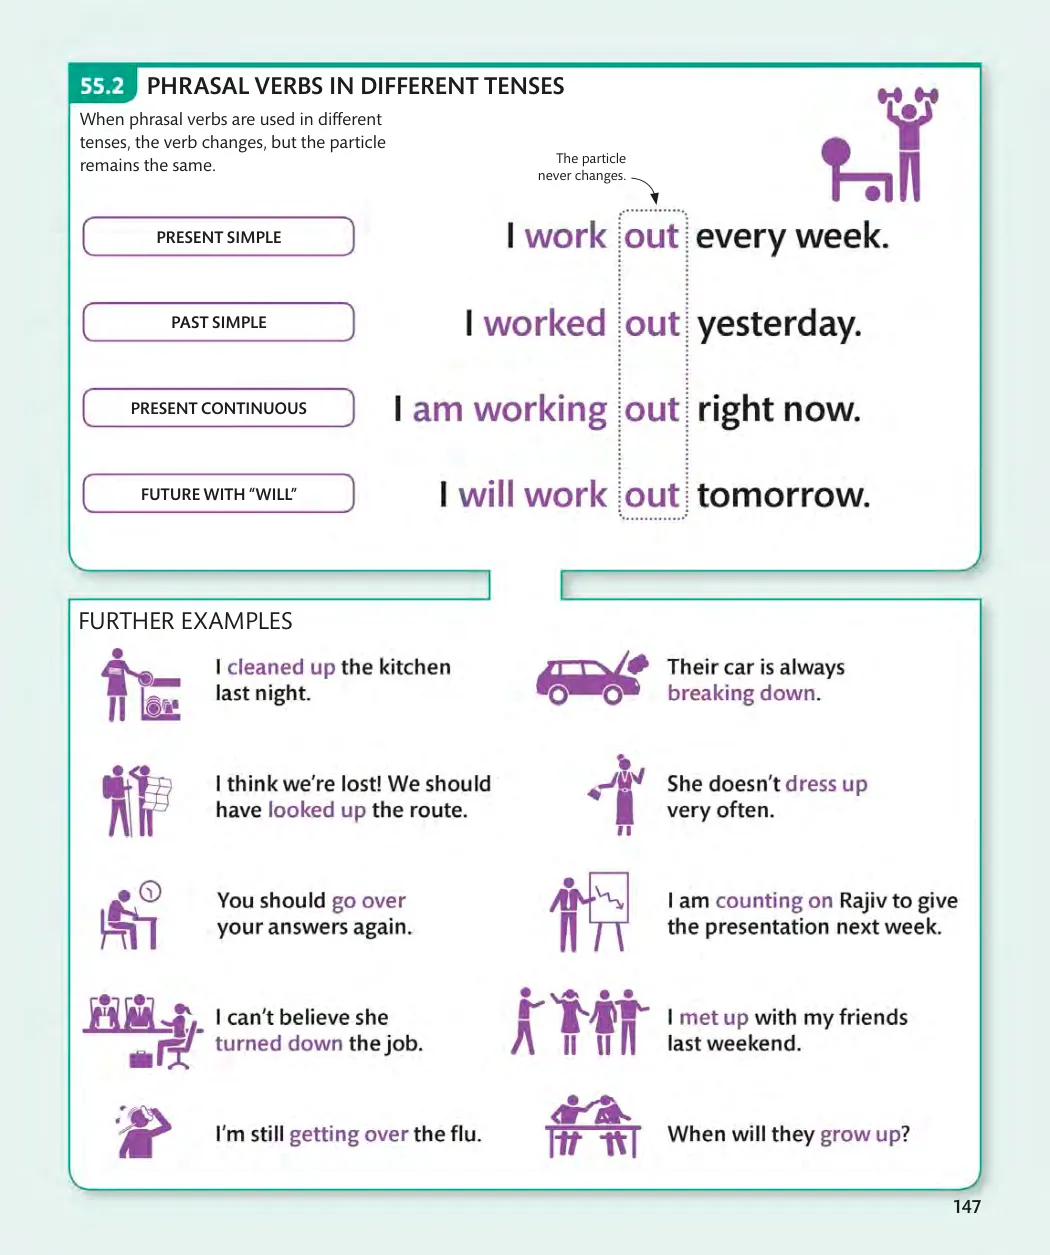 55.2 PHRASAL VERBS IN DIFFERENT TENSES
When phrasal verbs are used in different
tenses, the verb changes, but the particle
remains the same.
The particle
never changes.
PRESENT SIMPLE
I work out every week.
PAST SIMPLE
I worked out yesterday.
PRESENT CONTINUOUS
I am working out right now.
FUTURE WITH “WILL”
I will work out tomorrow.
FURTHER EXAMPLES
I cleaned up the kitchen
last night.
Their car is always
breaking down.
I think we’re lost! We should
have looked up the route.
She doesn’t dress up
very often.
You should go over
your answers again.
I am counting on Rajiv to give
the presentation next week.
I can’t believe she
turned down the job.
I met up with my friends
last weekend.
I’m still getting over the flu.
When will they grow up?
147